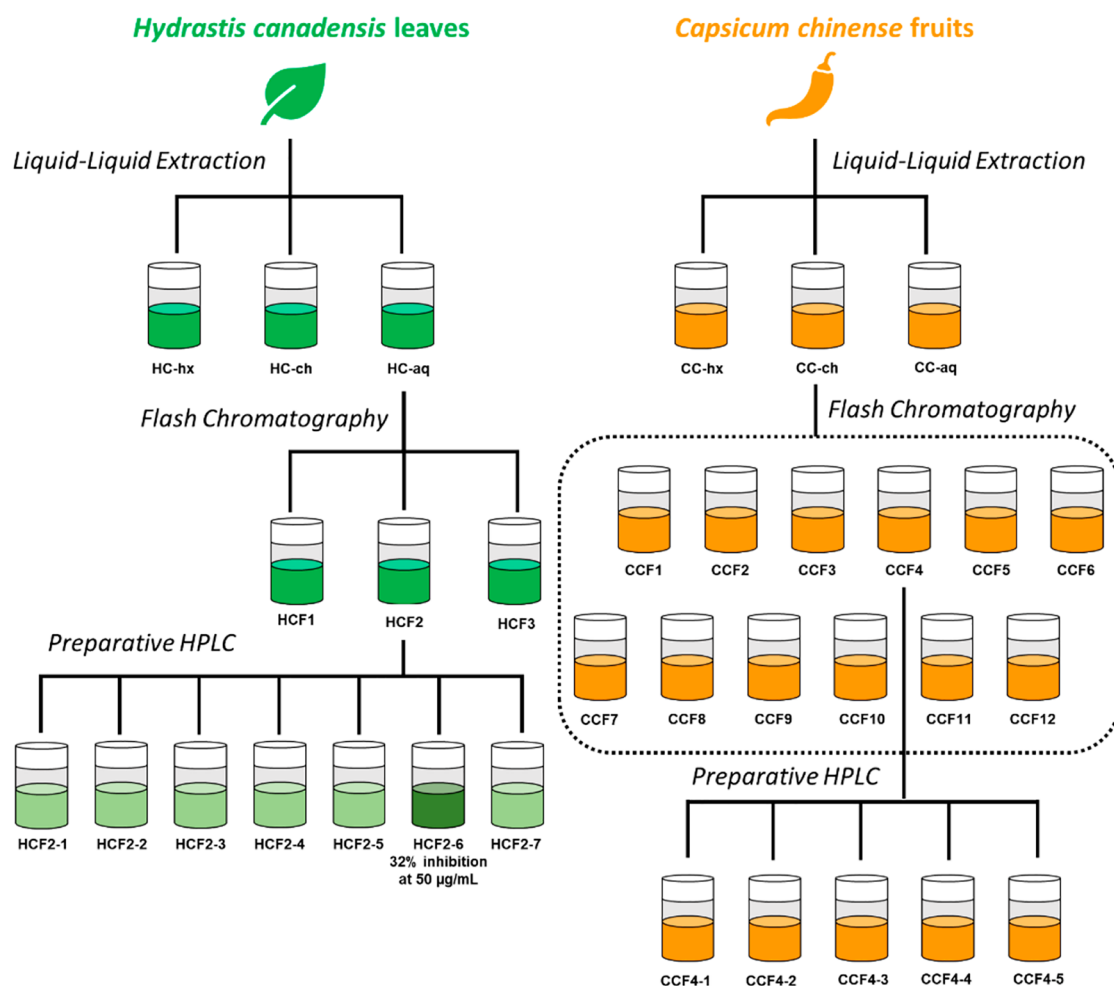 Hydrastis canadensis leaves
Liquid-Liquid Extraction
HC-hx
HC-ch
HC-aq
Flash Chromatography
HCF1
HCF2
HCF3
Preparative HPLC
HCF2-1
HCF2-2
HCF2-3
HCF2-4
HCF2-5
HCF2-6
HCF2-7
32% inhibition
at 50 µg/mL
Capsicum chinense fruits
Liquid-Liquid Extraction
CC-hx
CC-ch
CC-aq
Flash Chromatography
CCF1
CCF2
CCF3
CCF4
CCF5
CCF6
CCF7
CCF8
CCF9
CCF10
CCF11
CCF12
Preparative HPLC
CCF4-1
CCF4-2
CCF4-3
CCF4-4
CCF4-5